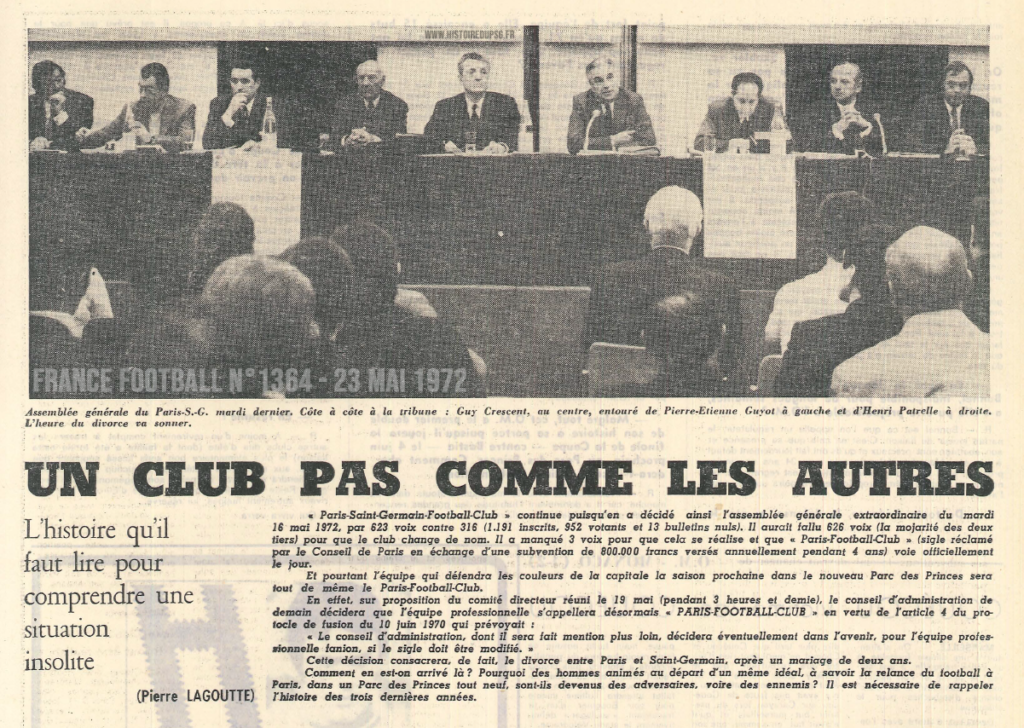 WWW.HISTOIREDUPSG.FR
FRANCE FOOTBALL N°1364 - 23 MAI 1972
Assemblée générale du Paris-S.-G. mardi dernier. Côte à côte à la tribune : Guy Crescent, au centre, entouré de Pierre-Etienne Guyot à gauche et d'Henri Patrelle à droite.
L'heure du divorce va sonner.
UN CLUB PAS COMME LES AUTRES
L'histoire qu'il
faut lire pour
comprendre une
situation
insolite
(Pierre LAGOUTTE)
« Paris-Saint-Germain-Football-Club » continue puisqu'en a décidé ainsi l'assemblée générale extraordinaire du mardi
16 mai 1972, par 623 voix contre 316 (1.191 inscrits, 952 votants et 13 bulletins nuls). Il aurait fallu 626 voix (la mojarité des deux
tiers) pour que le club change de nom. Il a manqué 3 voix pour que cela se réalise et que « Paris-Football-Club » (sigle réclamé
par le Conseil de Paris en échange d'une subvention de 800.000 francs versés annuellement pendant 4 ans) voie officiellement
le jour.
Et pourtant l'équipe qui défendra les couleurs de la capitale la saison prochaine dans le nouveau Parc des Princes sera
tout de même le Paris-Football-Club.
En effet, sur proposition du comité directeur réuni le 19 mai (pendant 3 heures et demie), le conseil d'administration de
demain décidera que l'équipe professionnelle s'appellera désormais « PARIS-FOOTBALL-CLUB » en vertu de l'article 4 du pro-
tocle de fusion du 10 juin 1970 qui prévoyait :
« Le conseil d'administration, dont il sera fait mention plus loin, décidera éventuellement dans l'avenir, pour l'équipe profes-
sionnelle fanion, si le sigle doit être modifié. »
Cette décision consacrera, de fait, le divorce entre Paris et Saint-Germain, après un mariage de deux ans.
Comment en est-on arrivé là ? Pourquoi des hommes animés au départ d'un même idéal, à savoir la relance du football à
Paris, dans un Parc des Princes tout neuf, sont-ils devenus des adversaires, voire des ennemis ? Il est nécessaire de rappeler
l'histoire des trois dernières années.